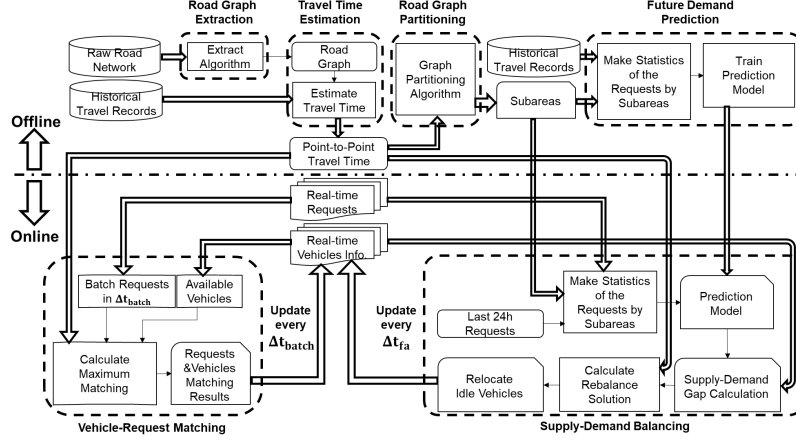 Road Graph
Extraction
Travel Time
Estimation
Road Graph
Partitioning
Future Demand
Prediction
Raw Road
Network
Extract
Algorithm
Road
Graph
Historical
Travel Records
Estimate
Travel Time
Graph
Partitioning
Algorithm
Historical
Travel Records
Subareas
Make Statistics
of the
Requests by
Subareas
Train
Prediction
Model
Offline
Point-to-Point
Travel Time
Online
Real-time
Requests
Real-time
Vehicles Info.
Batch Requests
in Δt_batch
Available
Vehicles
Calculate
Maximum
Matching
Requests
&Vehicles
Matching
Results
Vehicle-Request Matching
Update
every
Δt_batch
Update
every
Δt_fa
Last 24h
Requests
Make Statistics
of the
Requests by
Subareas
Prediction
Model
Relocate
Idle Vehicles
Calculate
Rebalance
Solution
Supply-Demand
Gap Calculation
Supply-Demand Balancing